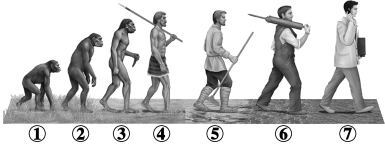 ① ② ③ ④ ⑤ ⑥ ⑦